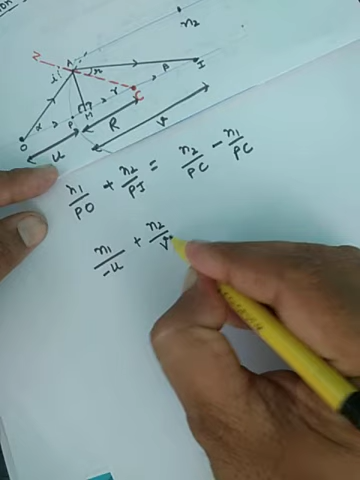 n₂
N A
i r
α P γ β I
M C
O R
u v
n₁/PO + n₂/PI = n₂/PC - n₁/PC
n₁/-u + n₂/v